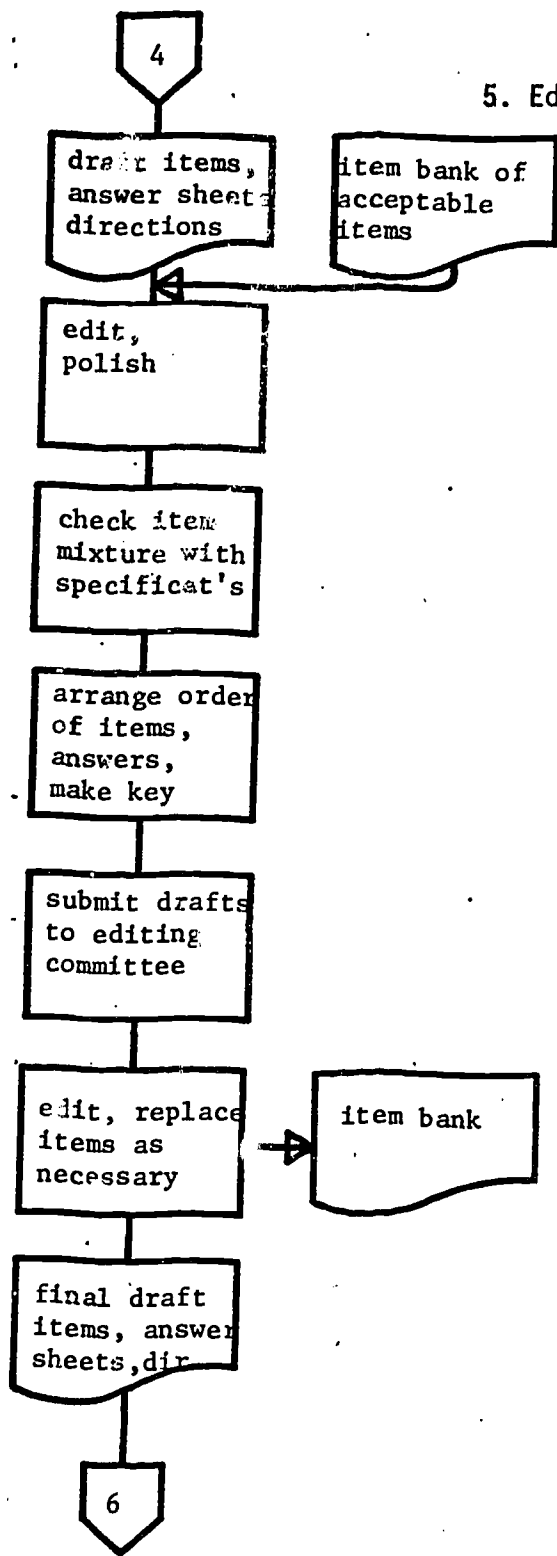 4
5. Ed
draft items,
answer sheets
directions
item bank of
acceptable
items
edit,
polish
check item
mixture with
specificat's
arrange order
of items,
answers,
make key
submit drafts
to editing
committee
edit, replace
items as
necessary
item bank
final draft
items, answer
sheets,dir
6